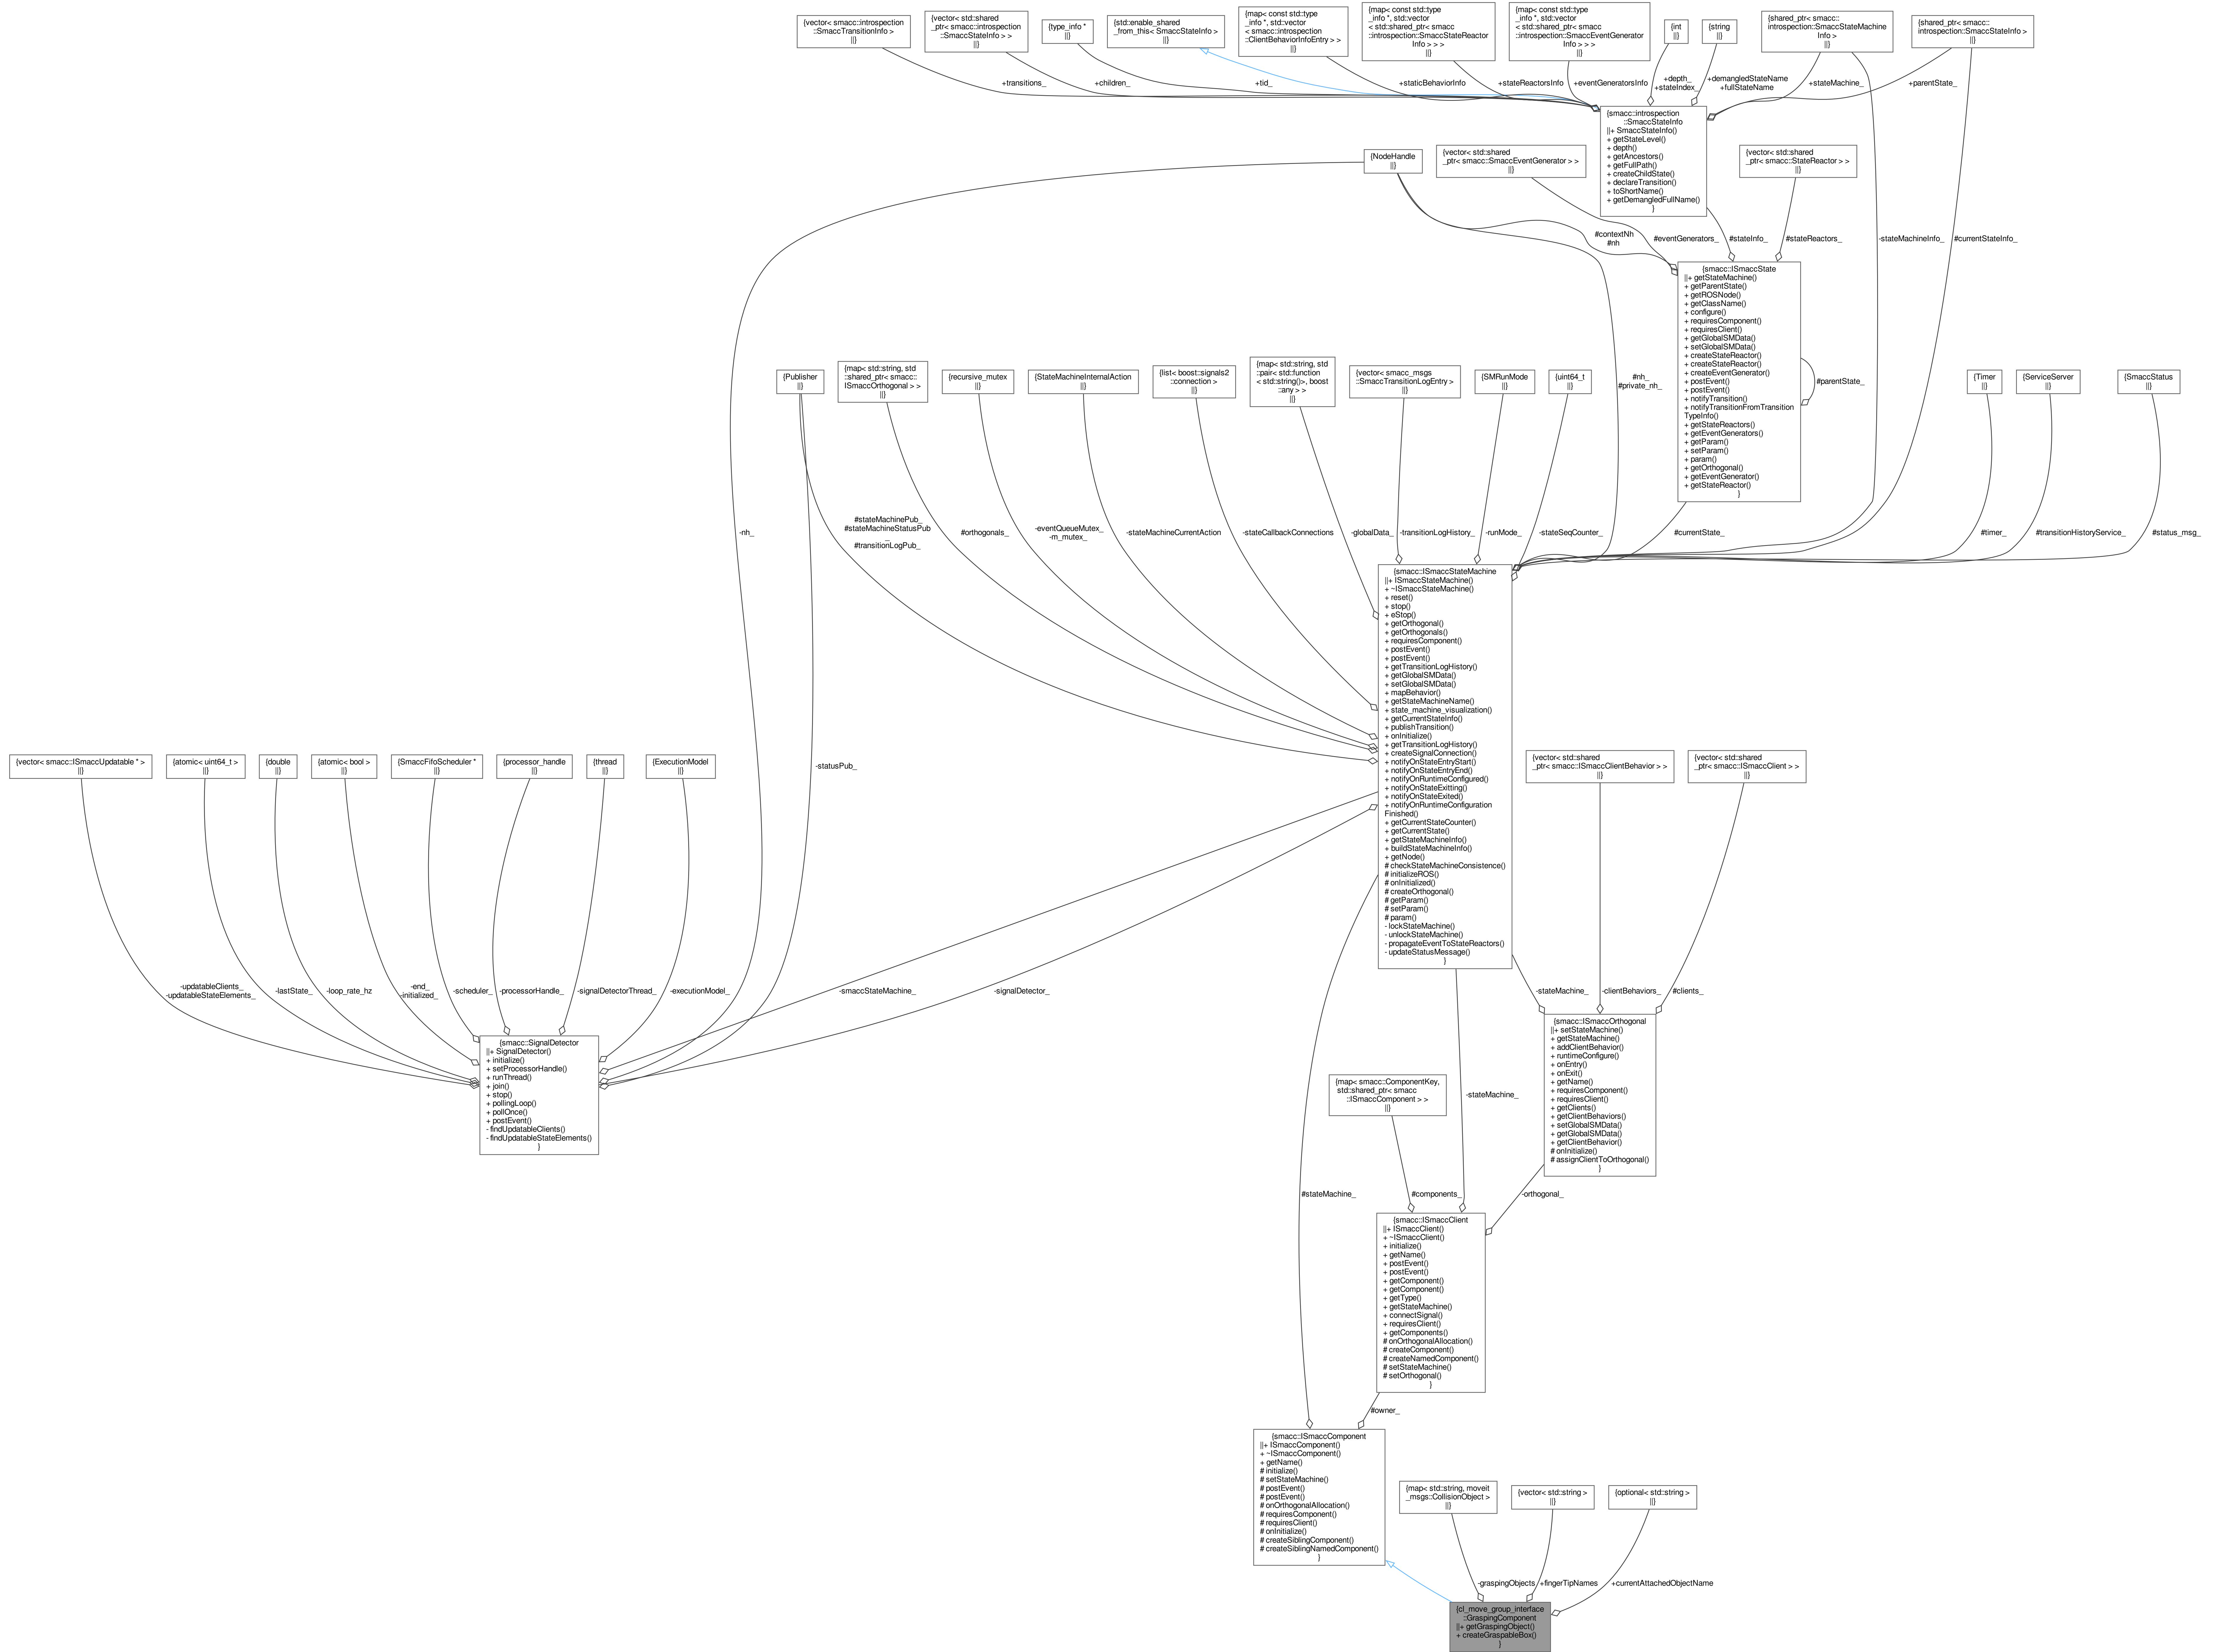 {vector< smacc::introspection
::SmaccTransitionInfo >
||}
{vector< std::shared
_ptr< smacc::introspection
::SmaccStateInfo > >
||}
{type_info *
||}
{std::enable_shared
_from_this< SmaccStateInfo >
||}
{map< const std::type
_info *, std::vector
< smacc::introspection
::ClientBehaviorInfoEntry > >
||}
{map< const std::type
_info *, std::vector
< std::shared_ptr< smacc
::introspection::SmaccStateReactor
Info > > >
||}
{map< const std::type
_info *, std::vector
< std::shared_ptr< smacc
::introspection::SmaccEventGenerator
Info > > >
||}
{int
||}
{string
||}
{shared_ptr< smacc::
introspection::SmaccStateMachine
Info >
||}
{shared_ptr< smacc::
introspection::SmaccStateInfo >
||}
+transitions_
+children_
+tid_
+staticBehaviorInfo
+stateReactorsInfo
+eventGeneratorsInfo
+depth_
+stateIndex_
+demangledStateName
+fullStateName
+stateMachine_
+parentState_
{smacc::introspection
::SmaccStateInfo
||+ SmaccStateInfo()
+ getStateLevel()
+ depth()
+ getAncestors()
+ getFullPath()
+ createChildState()
+ declareTransition()
+ toShortName()
+ getDemangledFullName()
}
{NodeHandle
||}
{vector< std::shared
_ptr< smacc::SmaccEventGenerator > >
||}
{vector< std::shared
_ptr< smacc::StateReactor > >
||}
#contextNh
#nh
#eventGenerators_
#stateInfo_
#stateReactors_
-stateMachineInfo_
#currentStateInfo_
{smacc::ISmaccState
||+ getStateMachine()
+ getParentState()
+ getROSNode()
+ getClassName()
+ configure()
+ requiresComponent()
+ requiresClient()
+ getGlobalSMData()
+ setGlobalSMData()
+ createStateReactor()
+ createStateReactor()
+ createEventGenerator()
+ postEvent()
+ postEvent()
+ notifyTransition()
+ notifyTransitionFromTransition
TypeInfo()
+ getStateReactors()
+ getEventGenerators()
+ getParam()
+ setParam()
+ param()
+ getOrthogonal()
+ getEventGenerator()
+ getStateReactor()
}
#parentState_
{Publisher
||}
{map< std::string, std
::shared_ptr< smacc::
ISmaccOrthogonal > >
||}
{recursive_mutex
||}
{StateMachineInternalAction
||}
{list< boost::signals2
::connection >
||}
{map< std::string, std
::pair< std::function
< std::string()>, boost
::any > >
||}
{vector< smacc_msgs
::SmaccTransitionLogEntry >
||}
{SMRunMode
||}
{uint64_t
||}
#nh_
#private_nh_
{Timer
||}
{ServiceServer
||}
{SmaccStatus
||}
-nh_
#stateMachinePub_
#stateMachineStatusPub
_
#transitionLogPub_
#orthogonals_
-eventQueueMutex_
-m_mutex_
-stateMachineCurrentAction
-stateCallbackConnections
-globalData_
-transitionLogHistory_
-runMode_
-stateSeqCounter_
#currentState_
#timer_
#transitionHistoryService_
#status_msg_
{smacc::ISmaccStateMachine
||+ ISmaccStateMachine()
+ ~ISmaccStateMachine()
+ reset()
+ stop()
+ eStop()
+ getOrthogonal()
+ getOrthogonals()
+ requiresComponent()
+ postEvent()
+ postEvent()
+ getTransitionLogHistory()
+ getGlobalSMData()
+ setGlobalSMData()
+ mapBehavior()
+ getStateMachineName()
+ state_machine_visualization()
+ getCurrentStateInfo()
+ publishTransition()
+ onInitialize()
+ getTransitionLogHistory()
+ createSignalConnection()
+ notifyOnStateEntryStart()
+ notifyOnStateEntryEnd()
+ notifyOnRuntimeConfigured()
+ notifyOnStateExitting()
+ notifyOnStateExited()
+ notifyOnRuntimeConfiguration
Finished()
+ getCurrentStateCounter()
+ getCurrentState()
+ getStateMachineInfo()
+ buildStateMachineInfo()
+ getNode()
# checkStateMachineConsistence()
# initializeROS()
# onInitialized()
# createOrthogonal()
# getParam()
# setParam()
# param()
- lockStateMachine()
- unlockStateMachine()
- propagateEventToStateReactors()
- updateStatusMessage()
}
{vector< smacc::ISmaccUpdatable * >
||}
{atomic< uint64_t >
||}
{double
||}
{atomic< bool >
||}
{SmaccFifoScheduler *
||}
{processor_handle
||}
{thread
||}
{ExecutionModel
||}
-statusPub_
{vector< std::shared
_ptr< smacc::ISmaccClientBehavior > >
||}
{vector< std::shared
_ptr< smacc::ISmaccClient > >
||}
-updatableClients_
-updatableStateElements_
-lastState_
-loop_rate_hz
-end_
-initialized_
-scheduler_
-processorHandle_
-signalDetectorThread_
-executionModel_
-smaccStateMachine_
-signalDetector_
-stateMachine_
-clientBehaviors_
#clients_
{smacc::SignalDetector
||+ SignalDetector()
+ initialize()
+ setProcessorHandle()
+ runThread()
+ join()
+ stop()
+ pollingLoop()
+ pollOnce()
+ postEvent()
- findUpdatableClients()
- findUpdatableStateElements()
}
{smacc::ISmaccOrthogonal
||+ setStateMachine()
+ getStateMachine()
+ addClientBehavior()
+ runtimeConfigure()
+ onEntry()
+ onExit()
+ getName()
+ requiresComponent()
+ requiresClient()
+ getClients()
+ getClientBehaviors()
+ setGlobalSMData()
+ getGlobalSMData()
+ getClientBehavior()
# onInitialize()
# assignClientToOrthogonal()
}
{map< smacc::ComponentKey,
std::shared_ptr< smacc
::ISmaccComponent > >
||}
-stateMachine_
#stateMachine_
#components_
-orthogonal_
{smacc::ISmaccClient
||+ ISmaccClient()
+ ~ISmaccClient()
+ initialize()
+ getName()
+ postEvent()
+ postEvent()
+ getComponent()
+ getComponent()
+ getType()
+ getStateMachine()
+ connectSignal()
+ requiresClient()
+ getComponents()
# onOrthogonalAllocation()
# createComponent()
# createNamedComponent()
# setStateMachine()
# setOrthogonal()
}
#owner_
{smacc::ISmaccComponent
||+ ISmaccComponent()
+ ~ISmaccComponent()
+ getName()
# initialize()
# setStateMachine()
# postEvent()
# postEvent()
# onOrthogonalAllocation()
# requiresComponent()
# requiresClient()
# onInitialize()
# createSiblingComponent()
# createSiblingNamedComponent()
}
{map< std::string, moveit
_msgs::CollisionObject >
||}
{vector< std::string >
||}
{optional< std::string >
||}
-graspingObjects
+fingerTipNames
+currentAttachedObjectName
{cl_move_group_interface
::GraspingComponent
||+ getGraspingObject()
+ createGraspableBox()
}